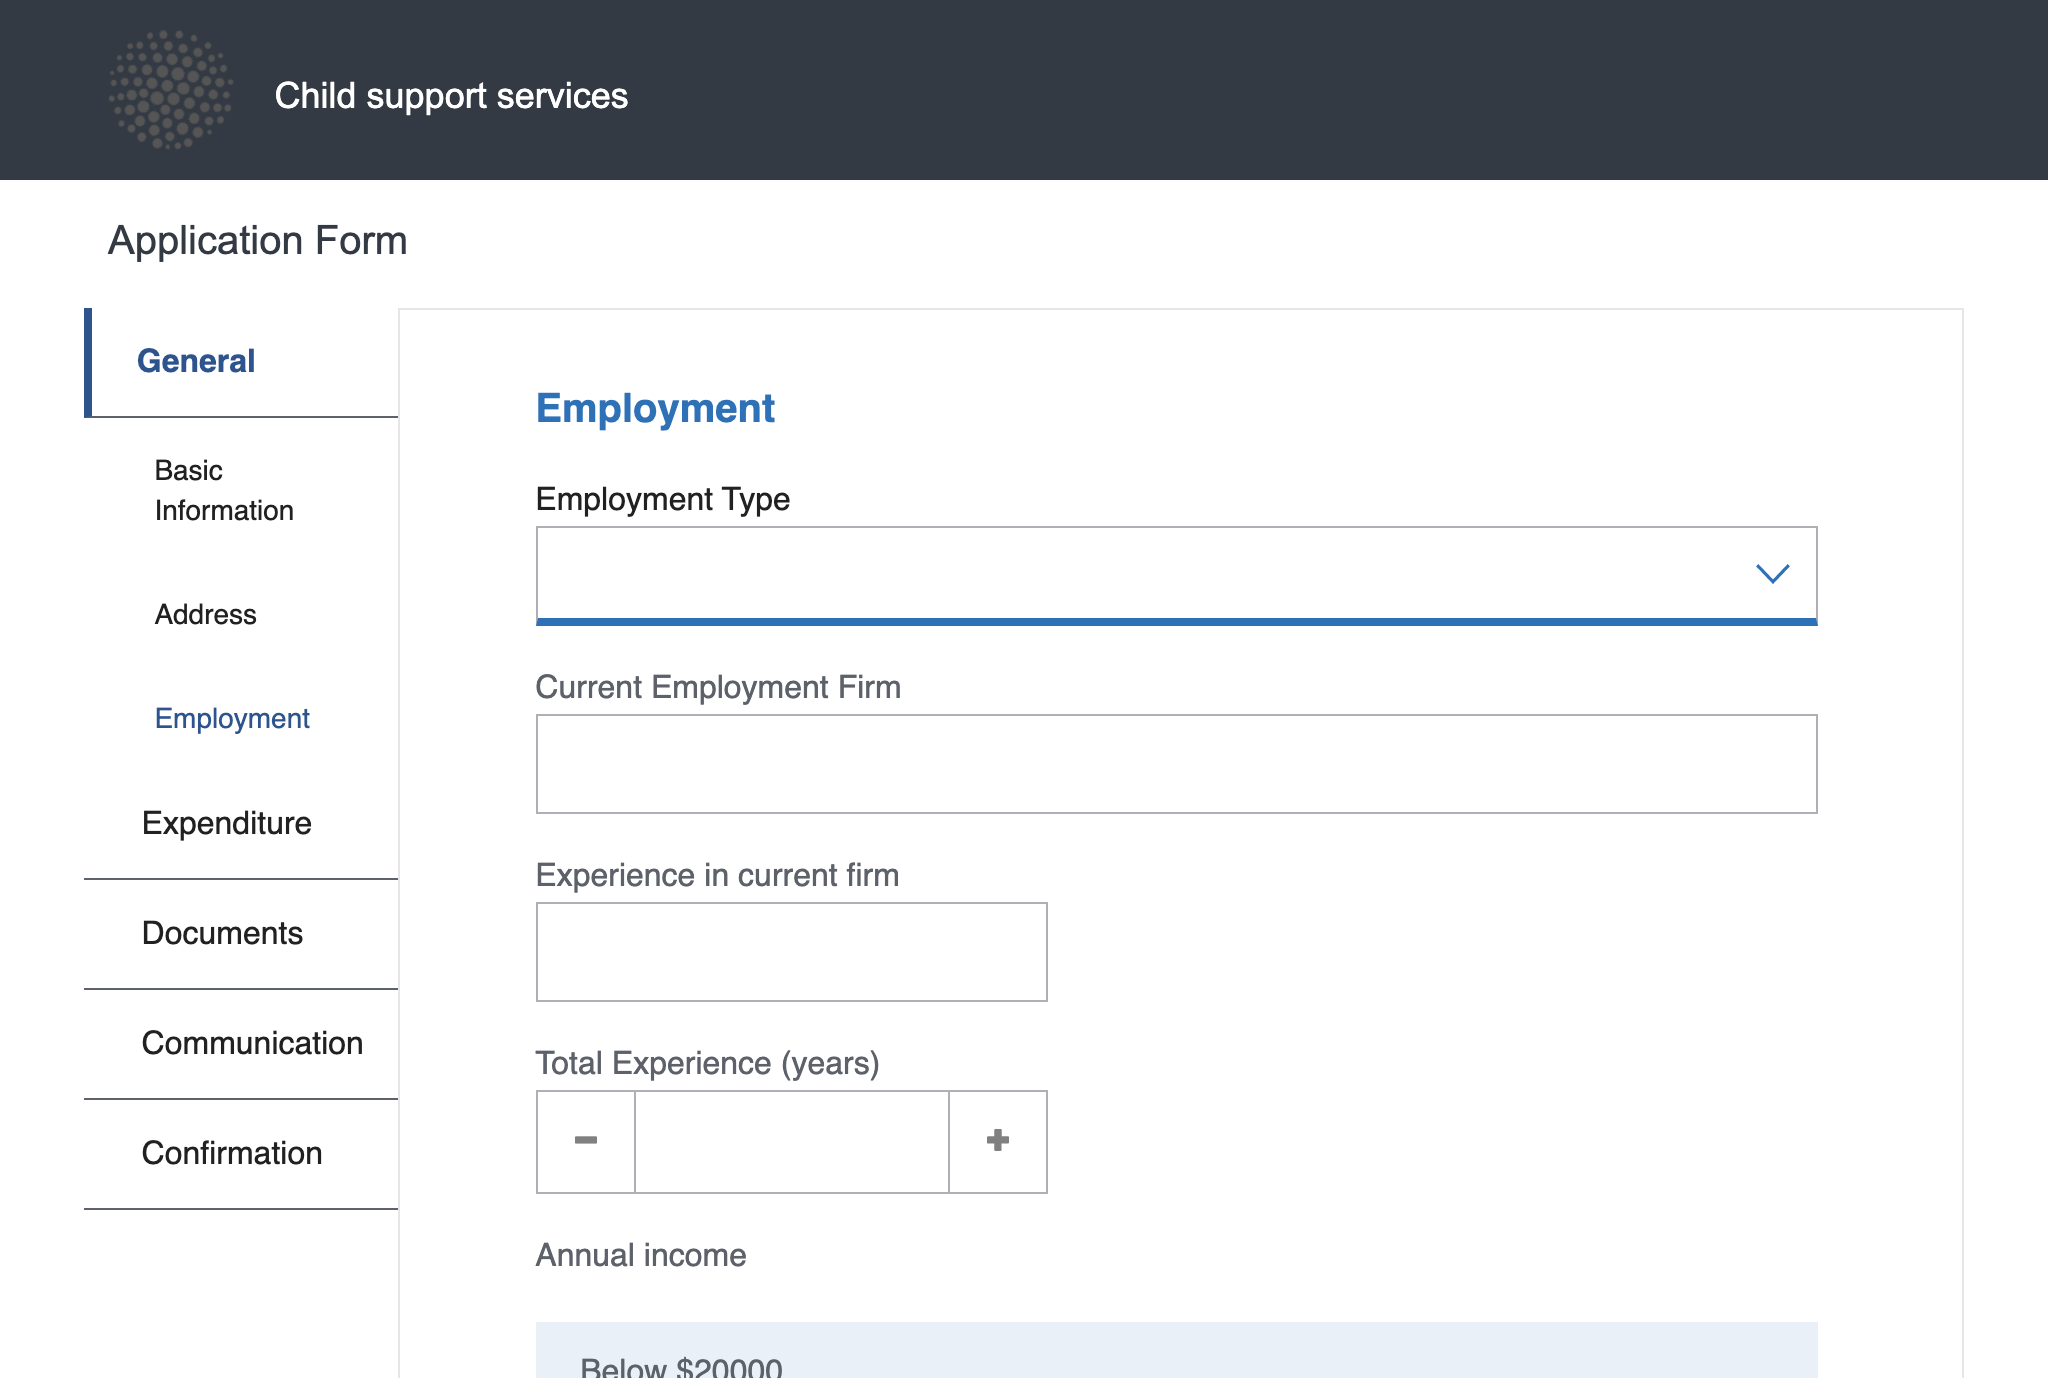 Child support services
Application Form
General
Basic
Information
Address
Employment
Expenditure
Documents
Communication
Confirmation
Employment
Employment Type
Current Employment Firm
Experience in current firm
Total Experience (years)
Annual income
Below $20000